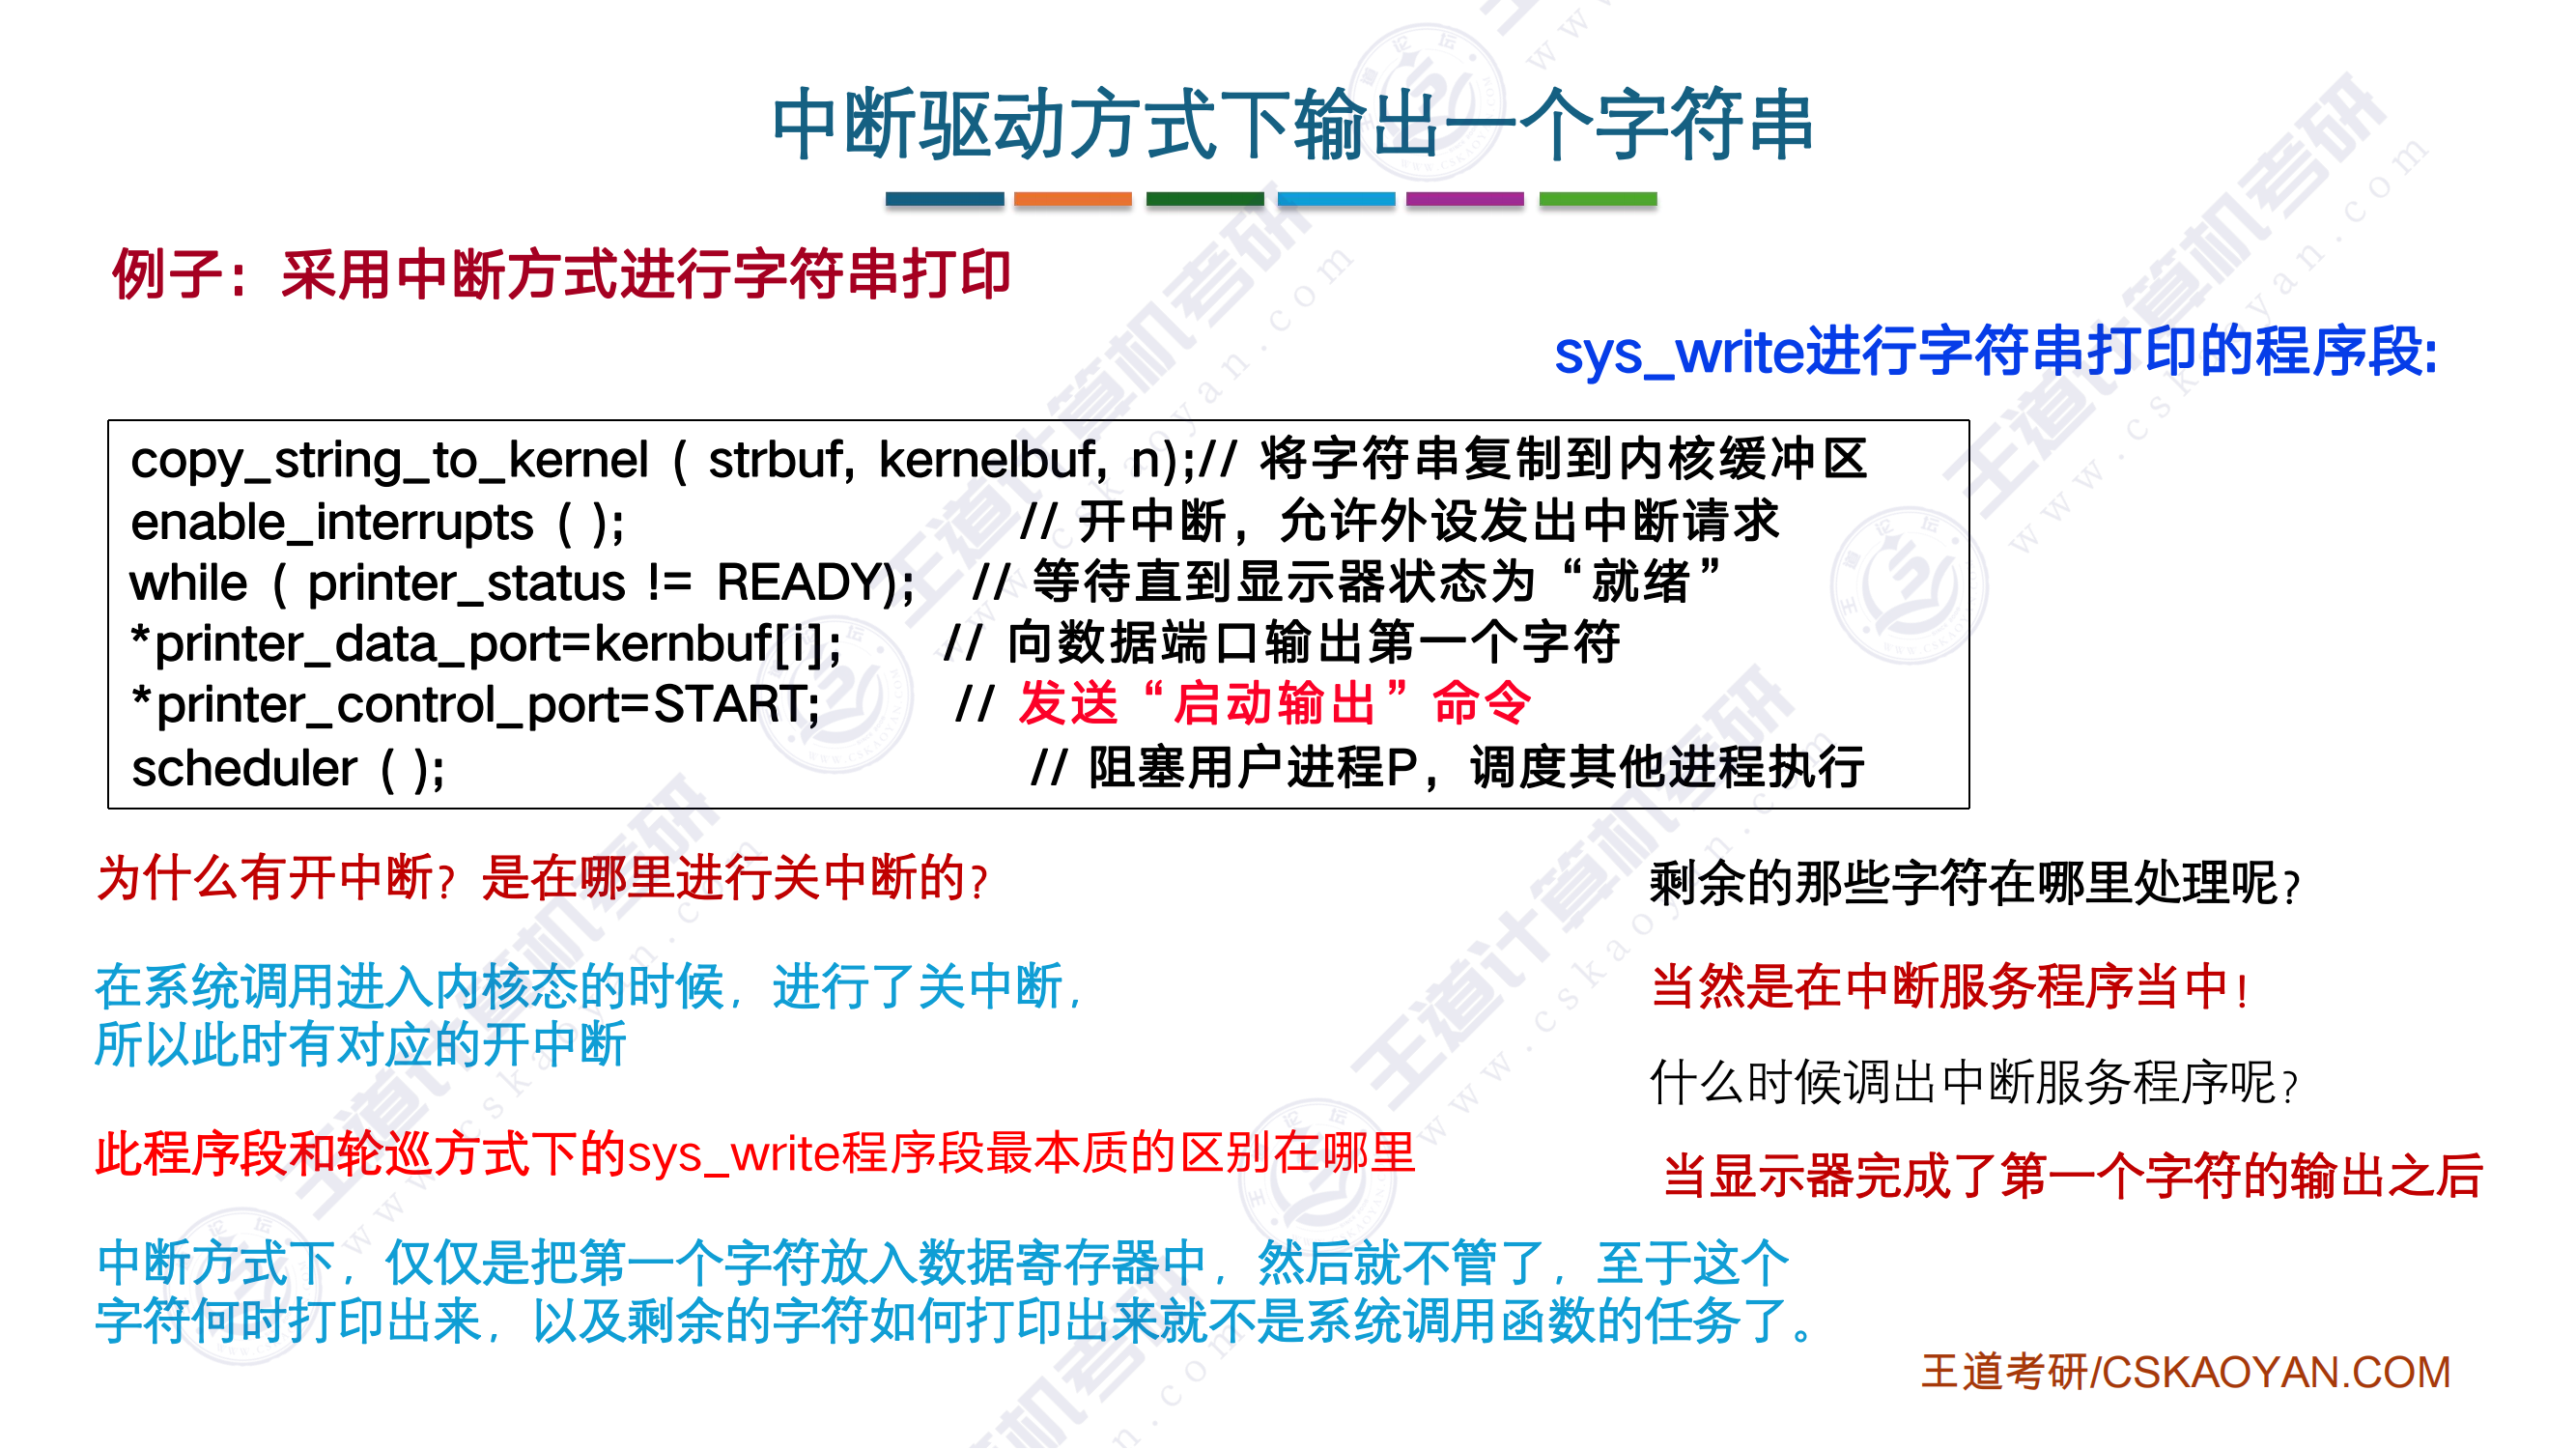 中断驱动方式下输出一个字符串
例子：采用中断方式进行字符串打印
sys_write进行字符串打印的程序段:
copy_string_to_kernel ( strbuf, kernelbuf, n);// 将字符串复制到内核缓冲区
enable_interrupts ( ); // 开中断，允许外设发出中断请求
while ( printer_status != READY); // 等待直到显示器状态为“就绪”
*printer_data_port=kernbuf[i]; // 向数据端口输出第一个字符
*printer_control_port=START; // 发送“启动输出”命令
scheduler ( ); // 阻塞用户进程P，调度其他进程执行
为什么有开中断？是在哪里进行关中断的？
在系统调用进入内核态的时候，进行了关中断，
所以此时有对应的开中断
此程序段和轮巡方式下的sys_write程序段最本质的区别在哪里
中断方式下，仅仅是把第一个字符放入数据寄存器中，然后就不管了，至于这个
字符何时打印出来，以及剩余的字符如何打印出来就不是系统调用函数的任务了。
剩余的那些字符在哪里处理呢？
当然是在中断服务程序当中！
什么时候调出中断服务程序呢？
当显示器完成了第一个字符的输出之后
王道考研/CSKAOYAN.COM
王道计算机考研
www.cskaoyan.com